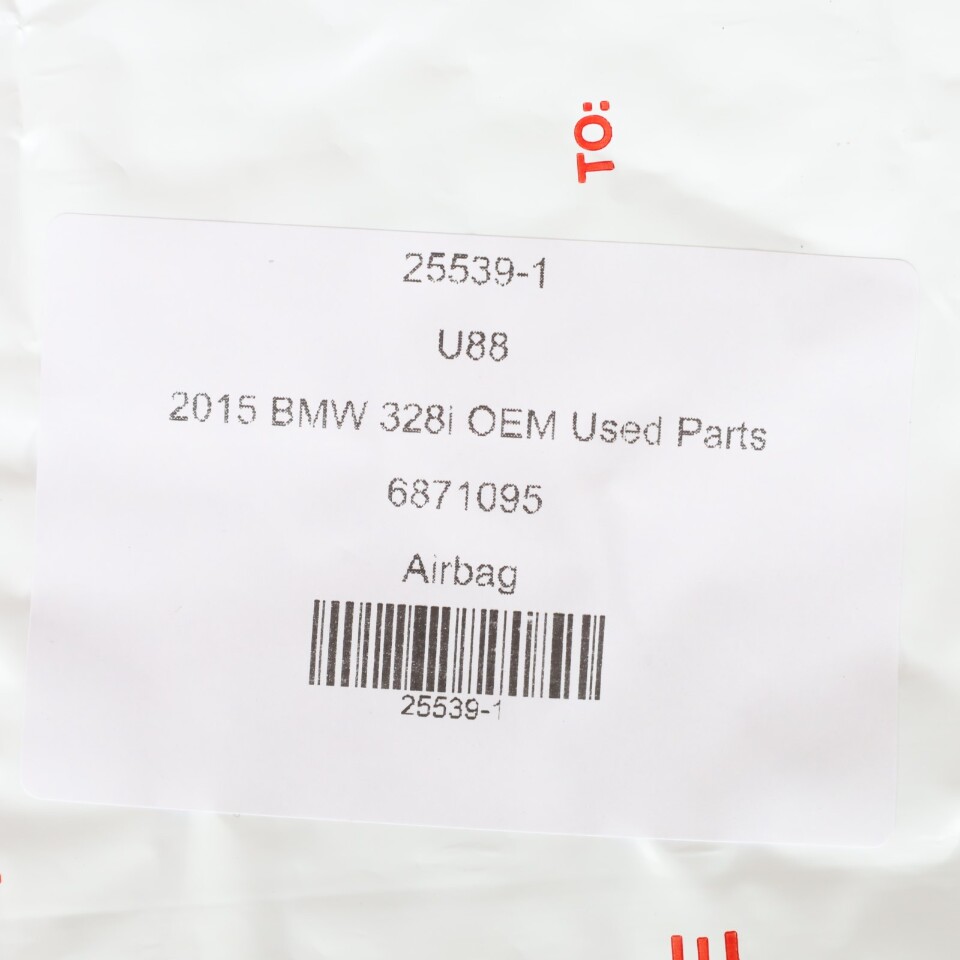 TO:
25539-1
U88
2015 BMW 328i OEM Used Parts
6871095
Airbag
25539-1